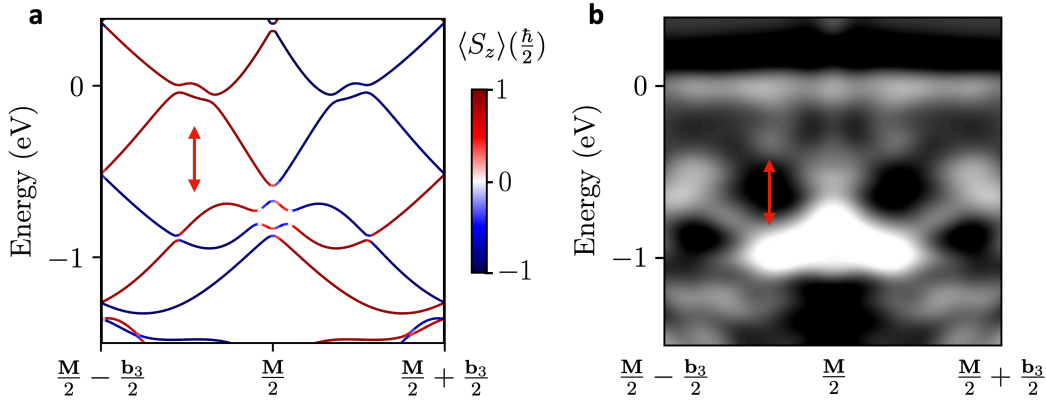 a
b
⟨S_z⟩(ħ/2)
1
0
−1
Energy (eV)
0
−1
M/2 − b₃/2
M/2
M/2 + b₃/2
Energy (eV)
0
−1
M/2 − b₃/2
M/2
M/2 + b₃/2